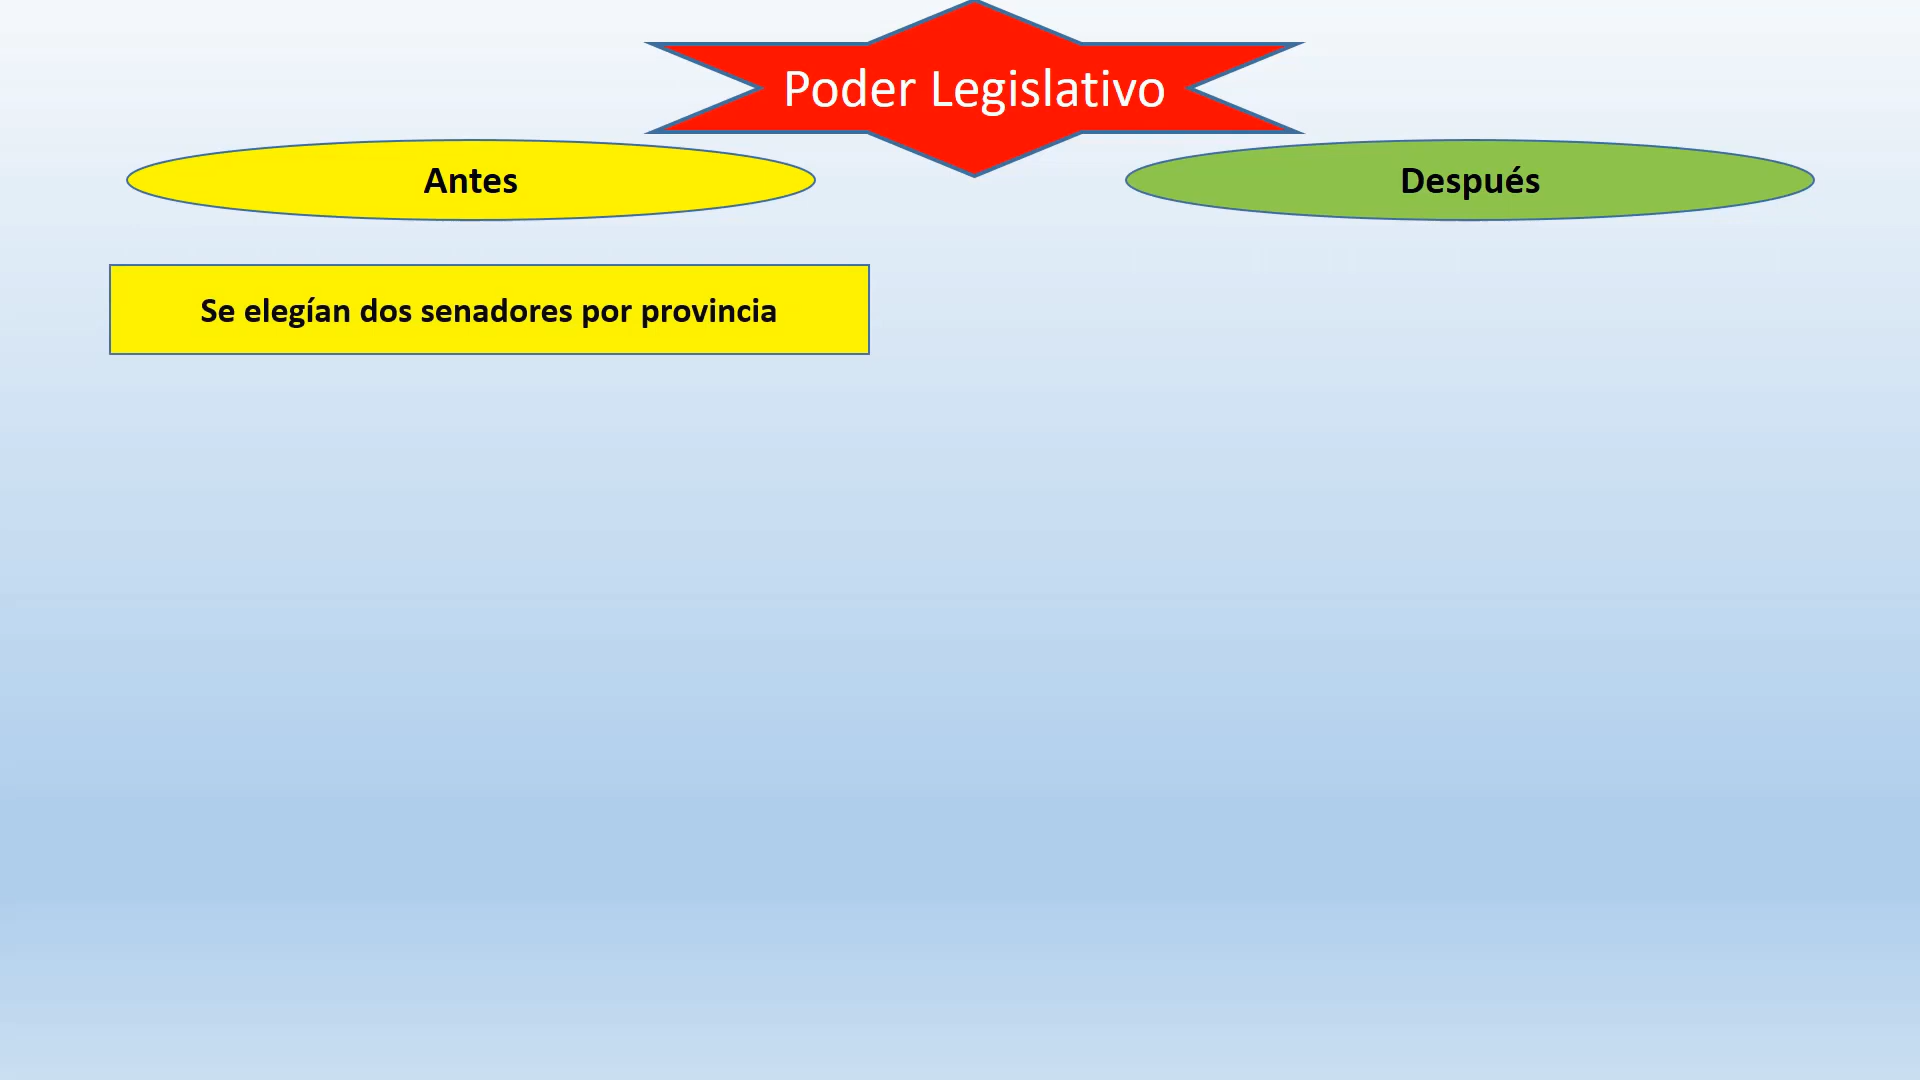 Poder Legislativo
Antes
Después
Se elegían dos senadores por provincia